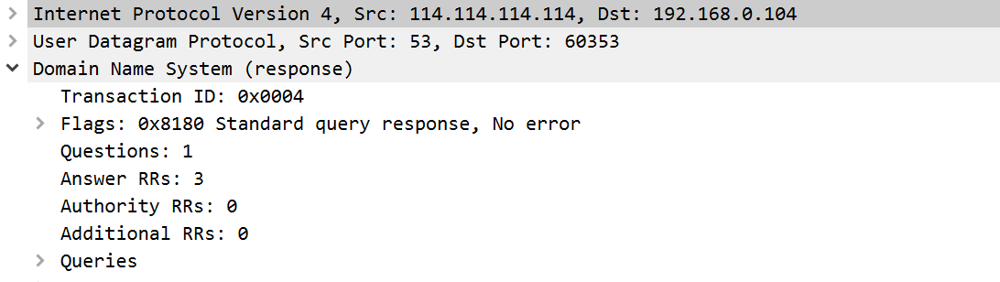 Internet Protocol Version 4, Src: 114.114.114.114, Dst: 192.168.0.104
User Datagram Protocol, Src Port: 53, Dst Port: 60353
Domain Name System (response)
Transaction ID: 0x0004
Flags: 0x8180 Standard query response, No error
Questions: 1
Answer RRs: 3
Authority RRs: 0
Additional RRs: 0
Queries